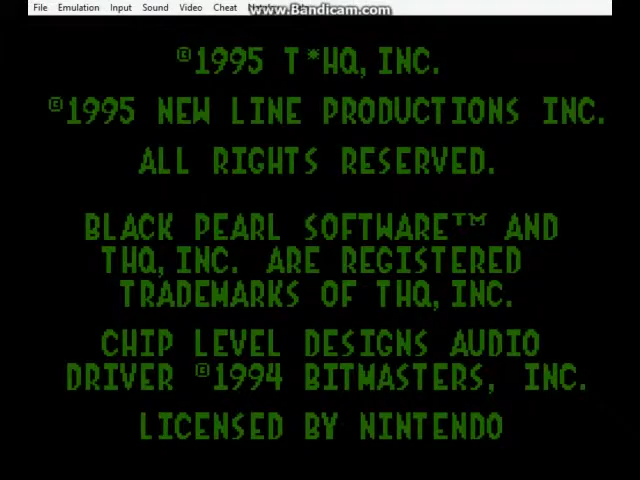 File Emulation Input Sound Video Cheat
www.Bandicam.com
©1995 T*HQ, INC.
©1995 NEW LINE PRODUCTIONS INC.
ALL RIGHTS RESERVED.
BLACK PEARL SOFTWARE™ AND
THQ, INC. ARE REGISTERED
TRADEMARKS OF THQ, INC.
CHIP LEVEL DESIGNS AUDIO
DRIVER ©1994 BITMASTERS, INC.
LICENSED BY NINTENDO